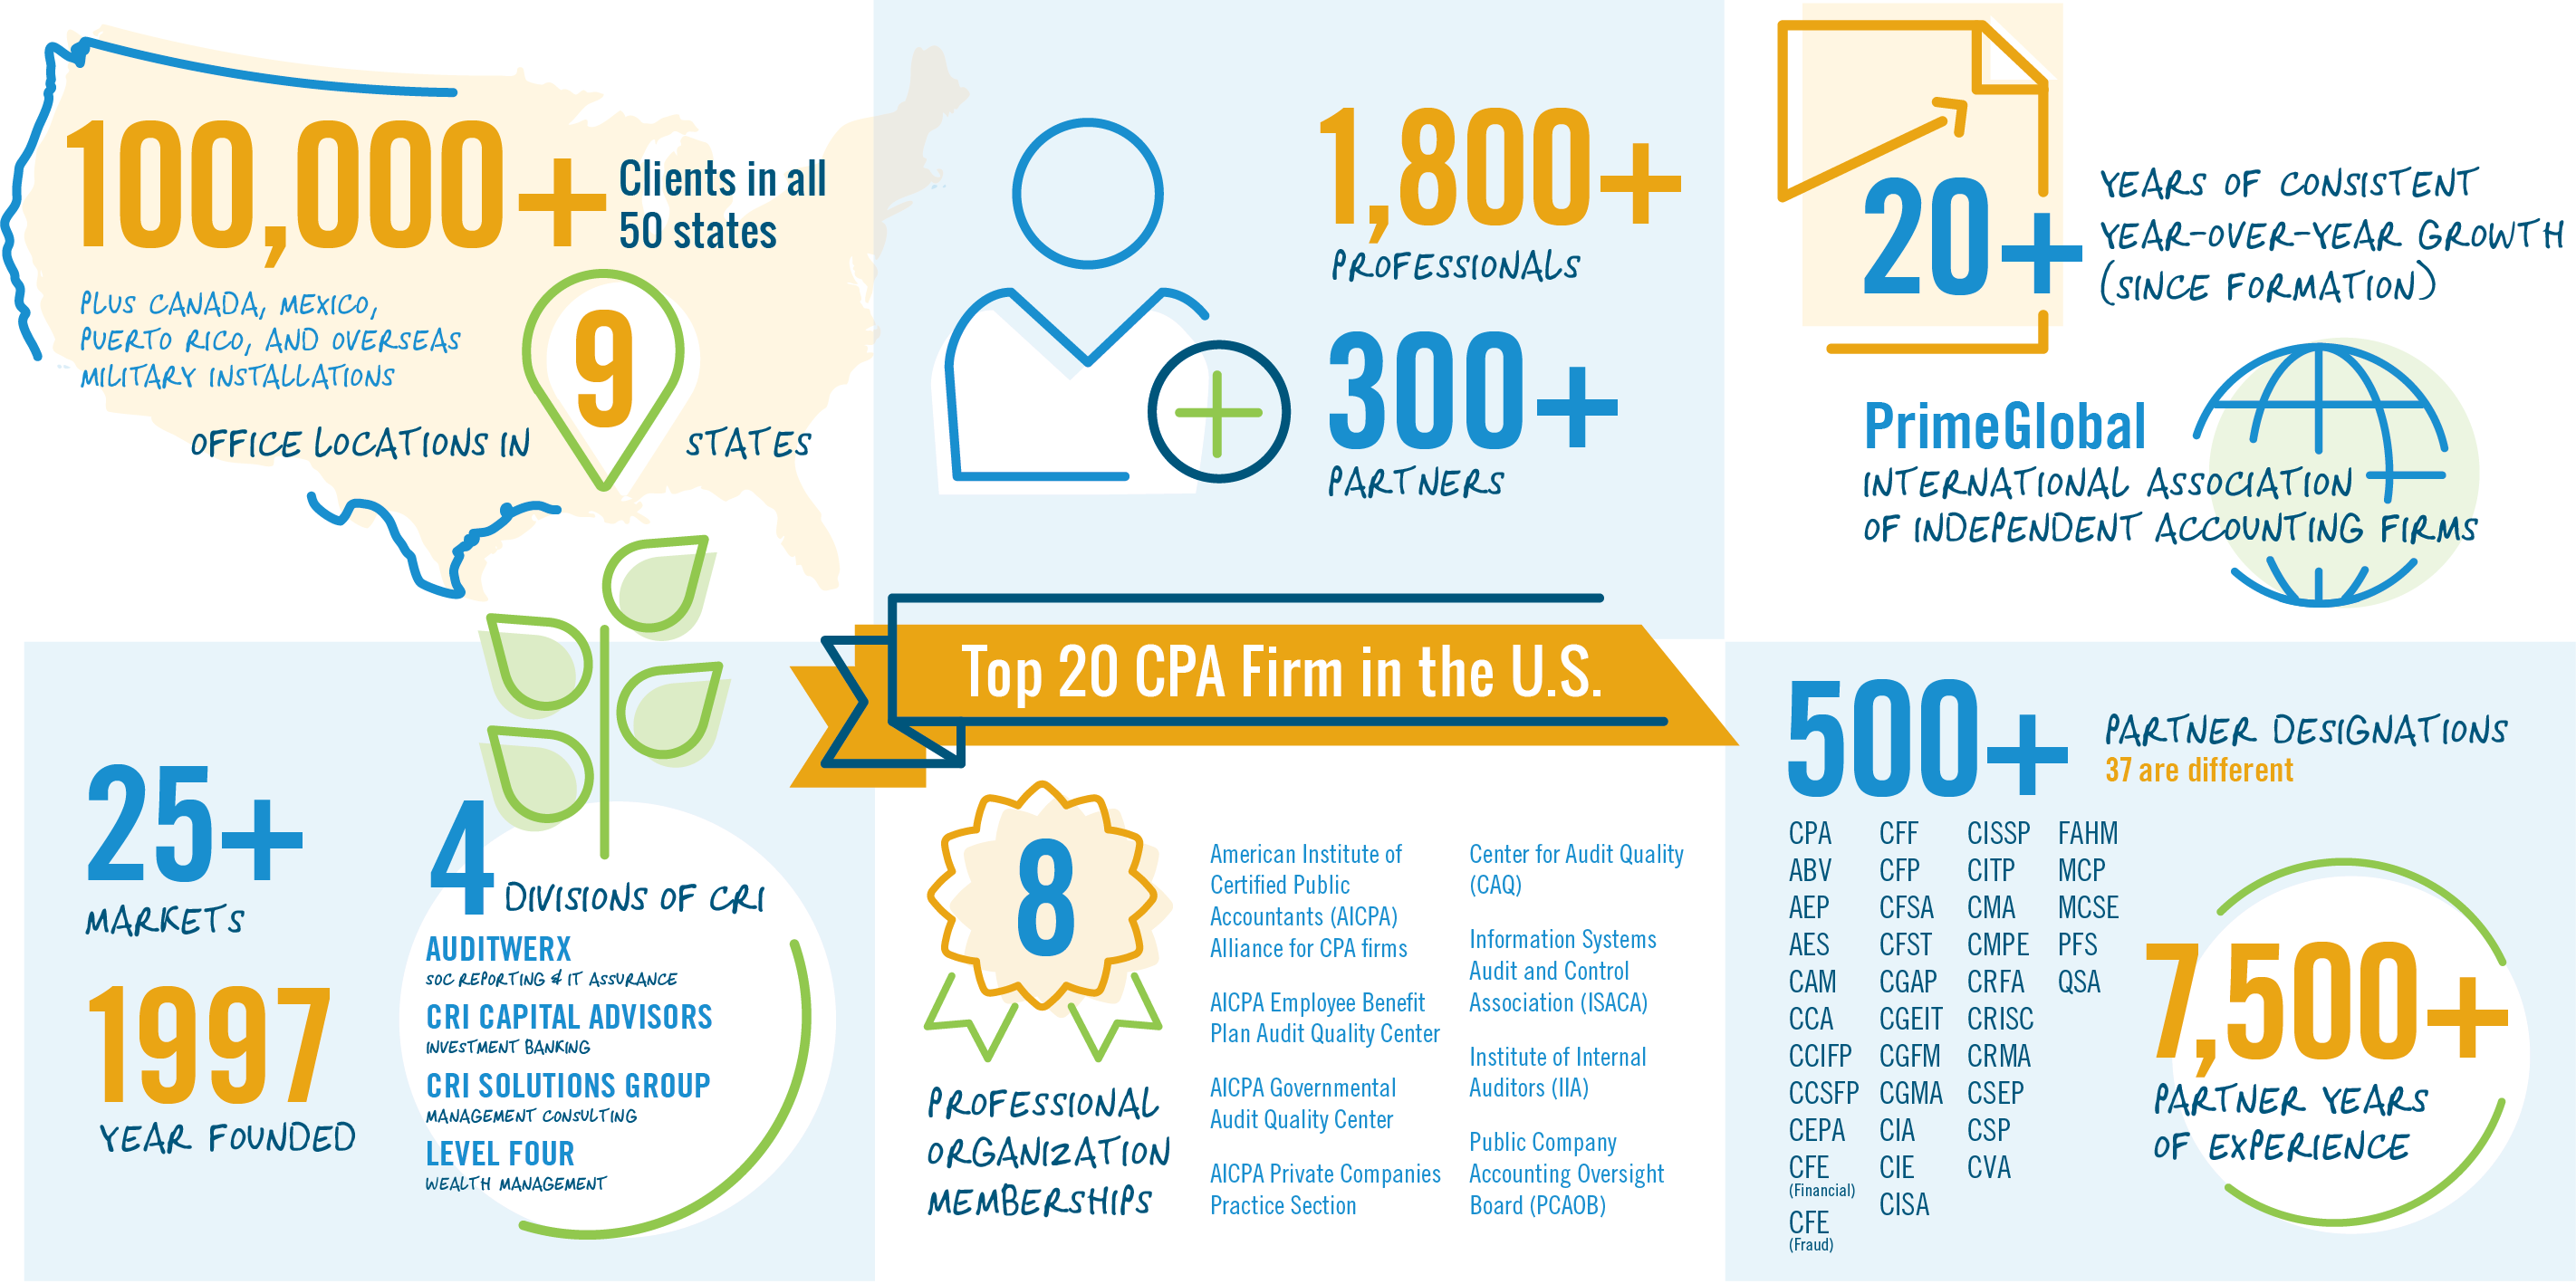 100,000+
Clients in all
50 states
PLUS CANADA, MEXICO,
PUERTO RICO, AND OVERSEAS
MILITARY INSTALLATIONS
OFFICE LOCATIONS IN 9 STATES
1,800+
PROFESSIONALS
300+
PARTNERS
20+
YEARS OF CONSISTENT
YEAR-OVER-YEAR GROWTH
(SINCE FORMATION)
PrimeGlobal
INTERNATIONAL ASSOCIATION
OF INDEPENDENT ACCOUNTING FIRMS
Top 20 CPA Firm in the U.S.
25+
MARKETS
1997
YEAR FOUNDED
4 DIVISIONS OF CRI
AUDITWERX
SOC REPORTING & IT ASSURANCE
CRI CAPITAL ADVISORS
INVESTMENT BANKING
CRI SOLUTIONS GROUP
MANAGEMENT CONSULTING
LEVEL FOUR
WEALTH MANAGEMENT
8
PROFESSIONAL
ORGANIZATION
MEMBERSHIPS
American Institute of
Certified Public
Accountants (AICPA)
Alliance for CPA firms
AICPA Employee Benefit
Plan Audit Quality Center
AICPA Governmental
Audit Quality Center
AICPA Private Companies
Practice Section
Center for Audit Quality
(CAQ)
Information Systems
Audit and Control
Association (ISACA)
Institute of Internal
Auditors (IIA)
Public Company
Accounting Oversight
Board (PCAOB)
500+
PARTNER DESIGNATIONS
37 are different
CPA
ABV
AEP
AES
CAM
CCA
CCIFP
CCSFP
CEPA
CFE
(Financial)
CFE
(Fraud)
CFF
CFP
CFSA
CFST
CGAP
CGEIT
CGFM
CGMA
CIA
CIE
CISA
CISSP
CITP
CMA
CMPE
CRFA
CRISC
CRMA
CSEP
CSP
CVA
FAHM
MCP
MCSE
PFS
QSA
7,500+
PARTNER YEARS
OF EXPERIENCE